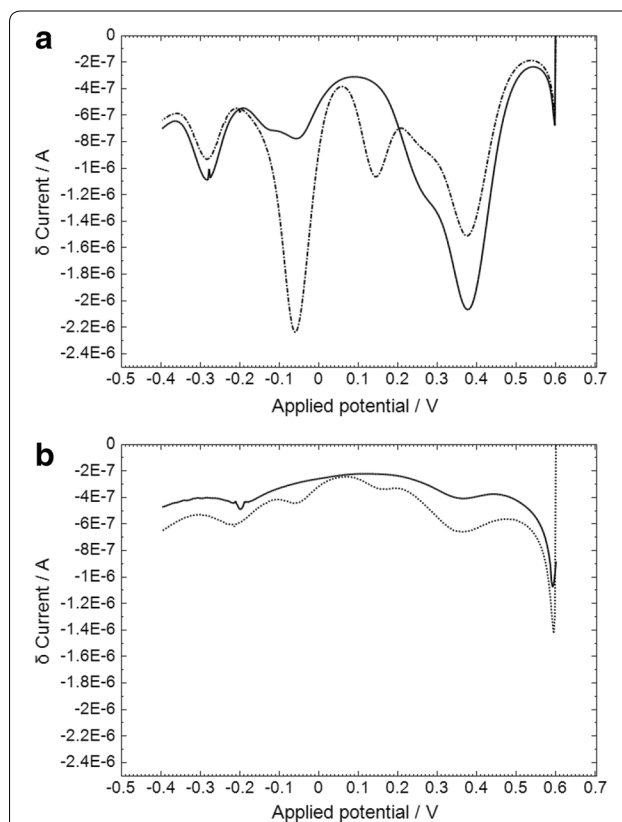 a
0
-2E-7
-4E-7
-6E-7
-8E-7
-1E-6
-1.2E-6
-1.4E-6
-1.6E-6
-1.8E-6
-2E-6
-2.2E-6
-2.4E-6
δ Current / A
-0.5 -0.4 -0.3 -0.2 -0.1 0 0.1 0.2 0.3 0.4 0.5 0.6 0.7
Applied potential / V
b
0
-2E-7
-4E-7
-6E-7
-8E-7
-1E-6
-1.2E-6
-1.4E-6
-1.6E-6
-1.8E-6
-2E-6
-2.2E-6
-2.4E-6
δ Current / A
-0.5 -0.4 -0.3 -0.2 -0.1 0 0.1 0.2 0.3 0.4 0.5 0.6 0.7
Applied potential / V